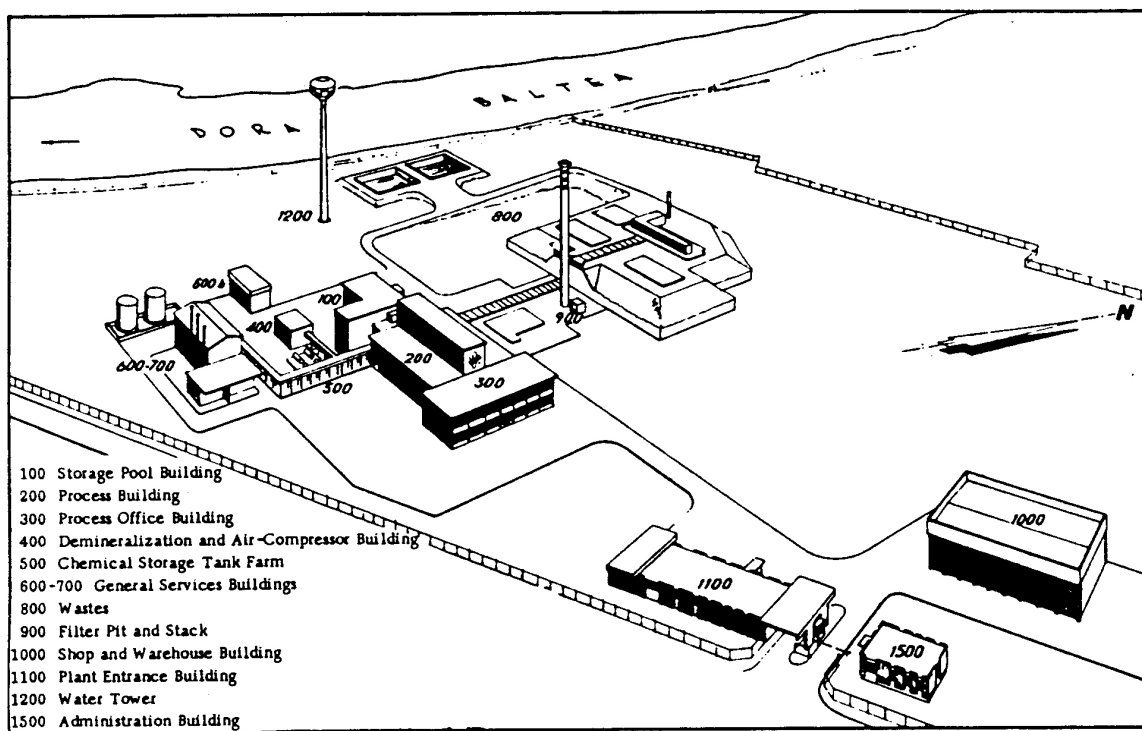 DORA BALTEA
1200
800
600 b
100
400
900
N
600-700
500
200
300
1000
1100
1500
100 Storage Pool Building
200 Process Building
300 Process Office Building
400 Demineralization and Air-Compressor Building
500 Chemical Storage Tank Farm
600-700 General Services Buildings
800 Wastes
900 Filter Pit and Stack
1000 Shop and Warehouse Building
1100 Plant Entrance Building
1200 Water Tower
1500 Administration Building